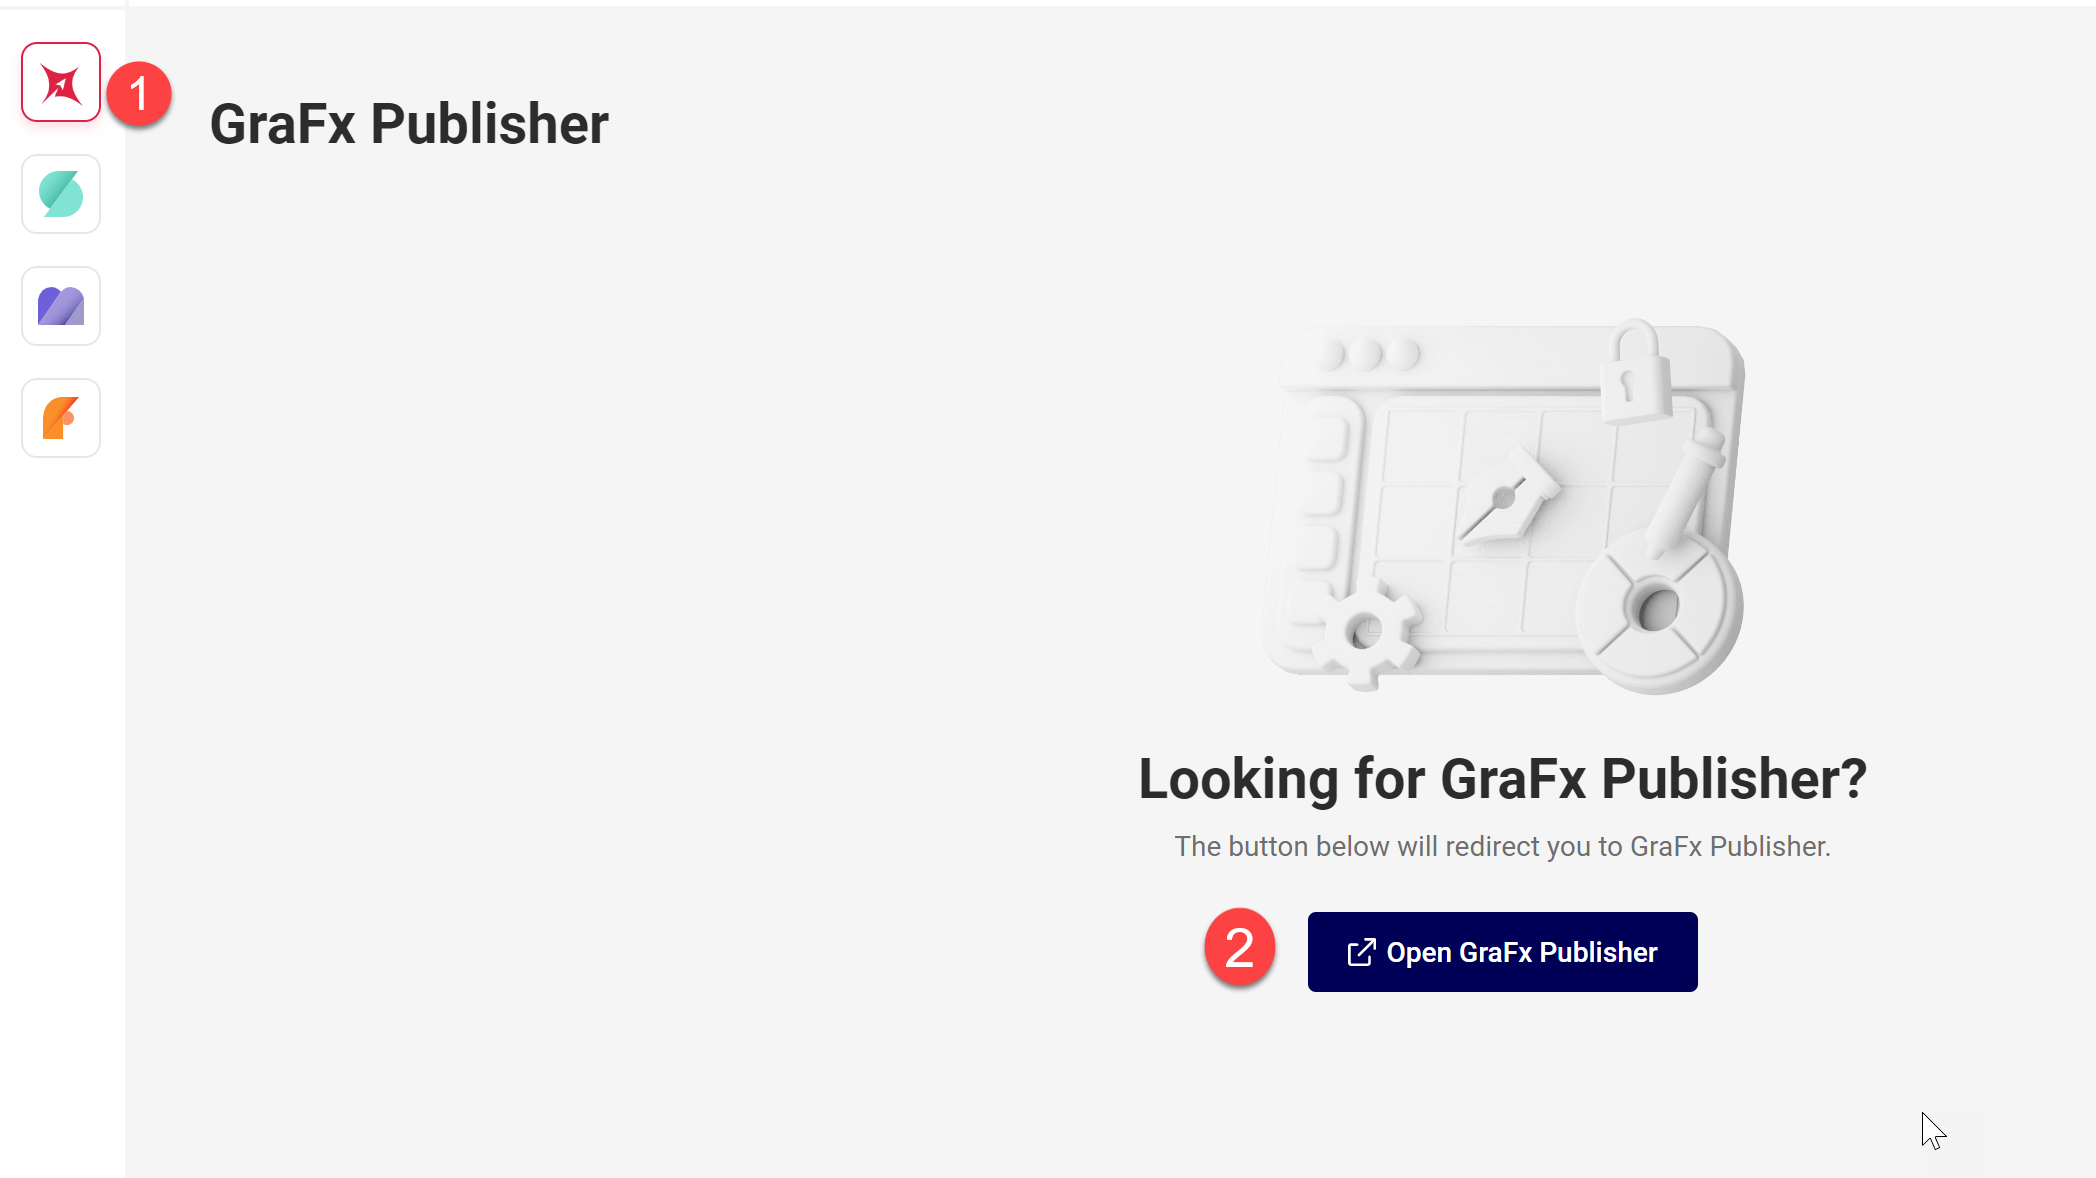 1
GraFx Publisher
Looking for GraFx Publisher?
The button below will redirect you to GraFx Publisher.
2
Open GraFx Publisher